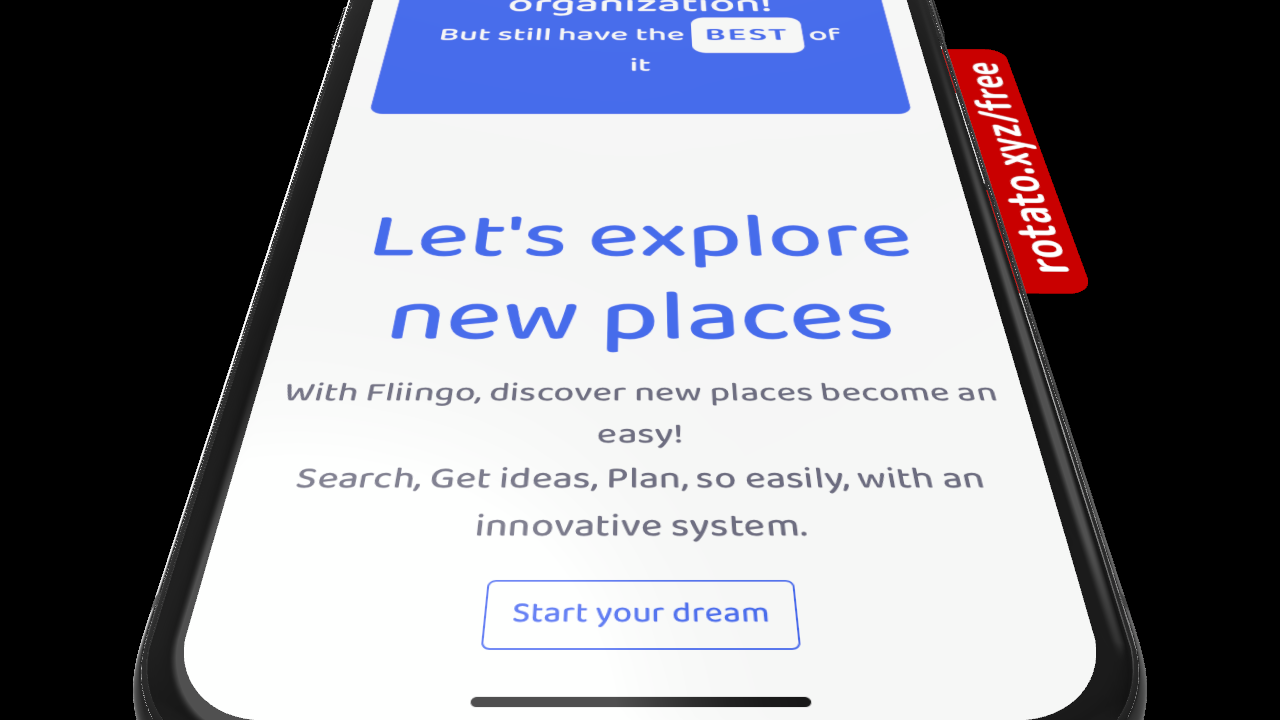 organization!
But still have the BEST of
it
Let's explore
new places
With Fliingo, discover new places become an
easy!
Search, Get ideas, Plan, so easily, with an
innovative system.
Start your dream
rotato.xyz/free